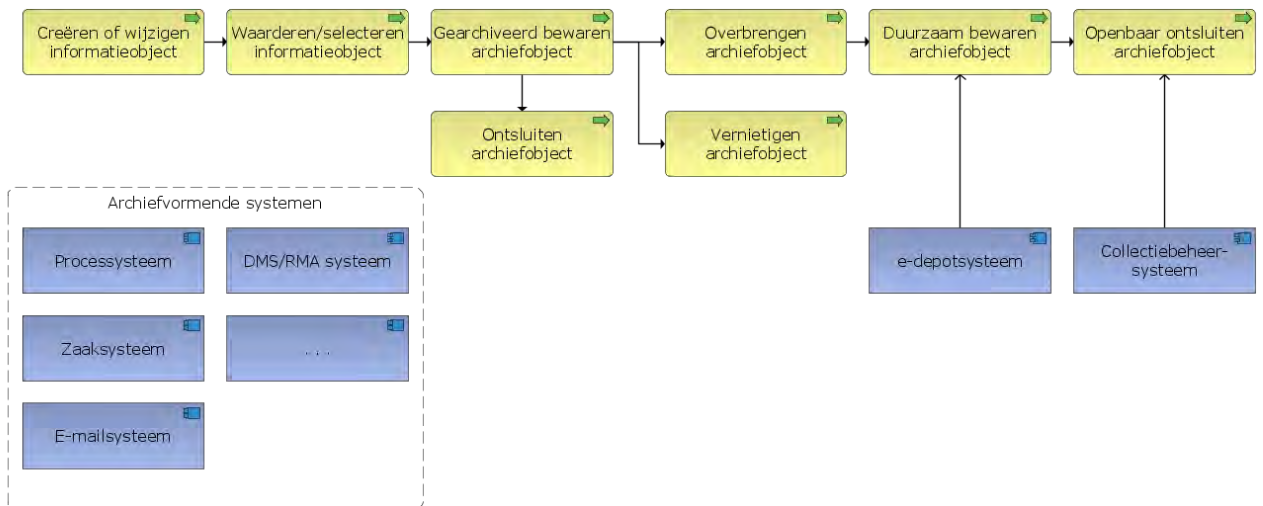 Creëren of wijzigen
informatieobject
Waarderen/selecteren
informatieobject
Gearchiveerd bewaren
archiefobject
Overbrengen
archiefobject
Duurzaam bewaren
archiefobject
Openbaar ontsluiten
archiefobject
Ontsluiten
archiefobject
Vernietigen
archiefobject
Archiefvormende systemen
Processysteem
DMS/RMA systeem
Zaaksysteem
. . .
E-mailsysteem
e-depotsysteem
Collectiebeheer-
systeem